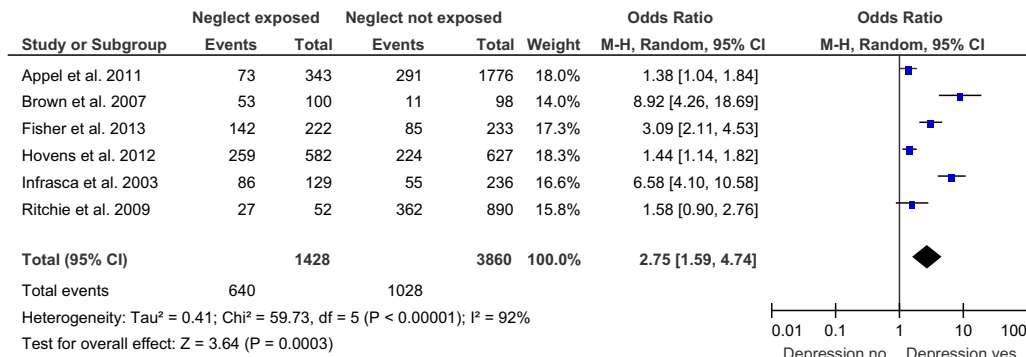 Neglect exposed Neglect not exposed Odds Ratio Odds Ratio
Study or Subgroup Events Total Events Total Weight M-H, Random, 95% CI M-H, Random, 95% CI
Appel et al. 2011 73 343 291 1776 18.0% 1.38 [1.04, 1.84]
Brown et al. 2007 53 100 11 98 14.0% 8.92 [4.26, 18.69]
Fisher et al. 2013 142 222 85 233 17.3% 3.09 [2.11, 4.53]
Hovens et al. 2012 259 582 224 627 18.3% 1.44 [1.14, 1.82]
Infrasca et al. 2003 86 129 55 236 16.6% 6.58 [4.10, 10.58]
Ritchie et al. 2009 27 52 362 890 15.8% 1.58 [0.90, 2.76]
Total (95% CI) 1428 3860 100.0% 2.75 [1.59, 4.74]
Total events 640 1028
Heterogeneity: Tau² = 0.41; Chi² = 59.73, df = 5 (P < 0.00001); I² = 92%
Test for overall effect: Z = 3.64 (P = 0.0003)
0.01 0.1 1 10 100
Depression no Depression yes